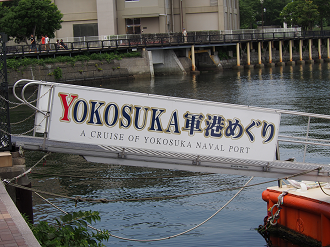 YOKOSUKA軍港めぐり
A CRUISE OF YOKOSUKA NAVAL PORT